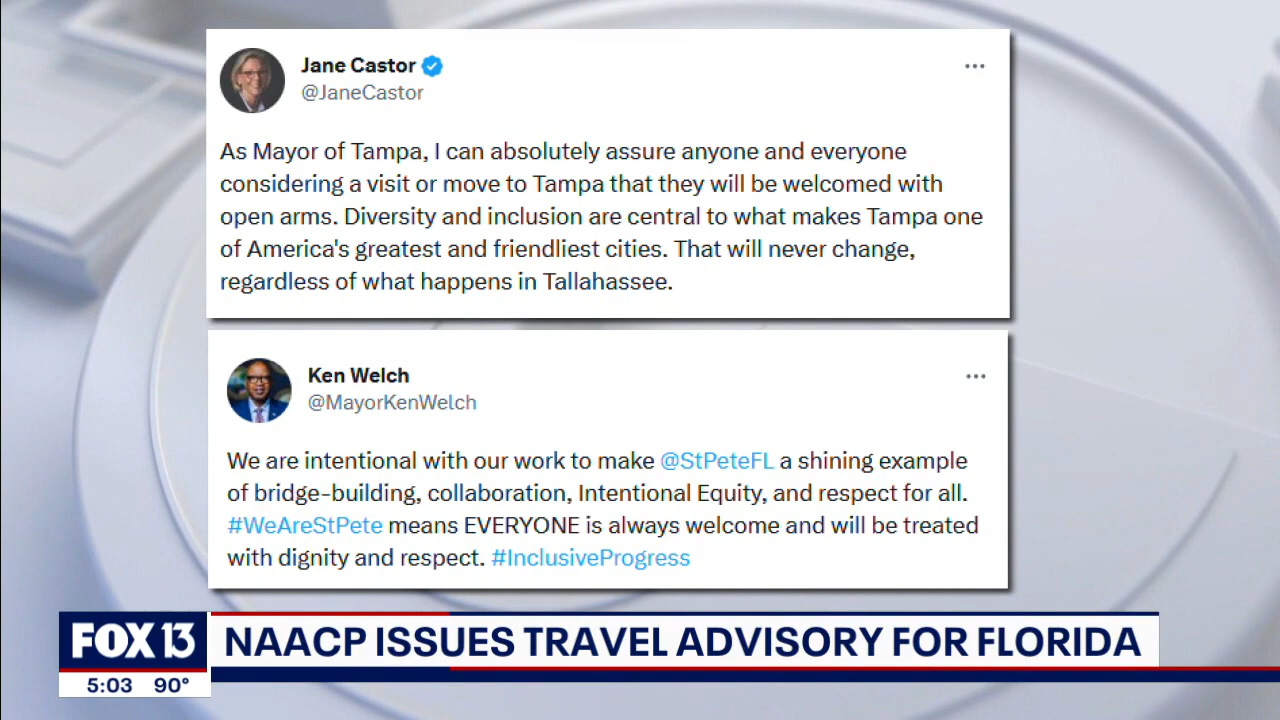 Jane Castor
@JaneCastor
As Mayor of Tampa, I can absolutely assure anyone and everyone
considering a visit or move to Tampa that they will be welcomed with
open arms. Diversity and inclusion are central to what makes Tampa one
of America's greatest and friendliest cities. That will never change,
regardless of what happens in Tallahassee.
Ken Welch
@MayorKenWelch
We are intentional with our work to make @StPeteFL a shining example
of bridge-building, collaboration, Intentional Equity, and respect for all.
#WeAreStPete means EVERYONE is always welcome and will be treated
with dignity and respect. #InclusiveProgress
FOX 13
NAACP ISSUES TRAVEL ADVISORY FOR FLORIDA
5:03 90°